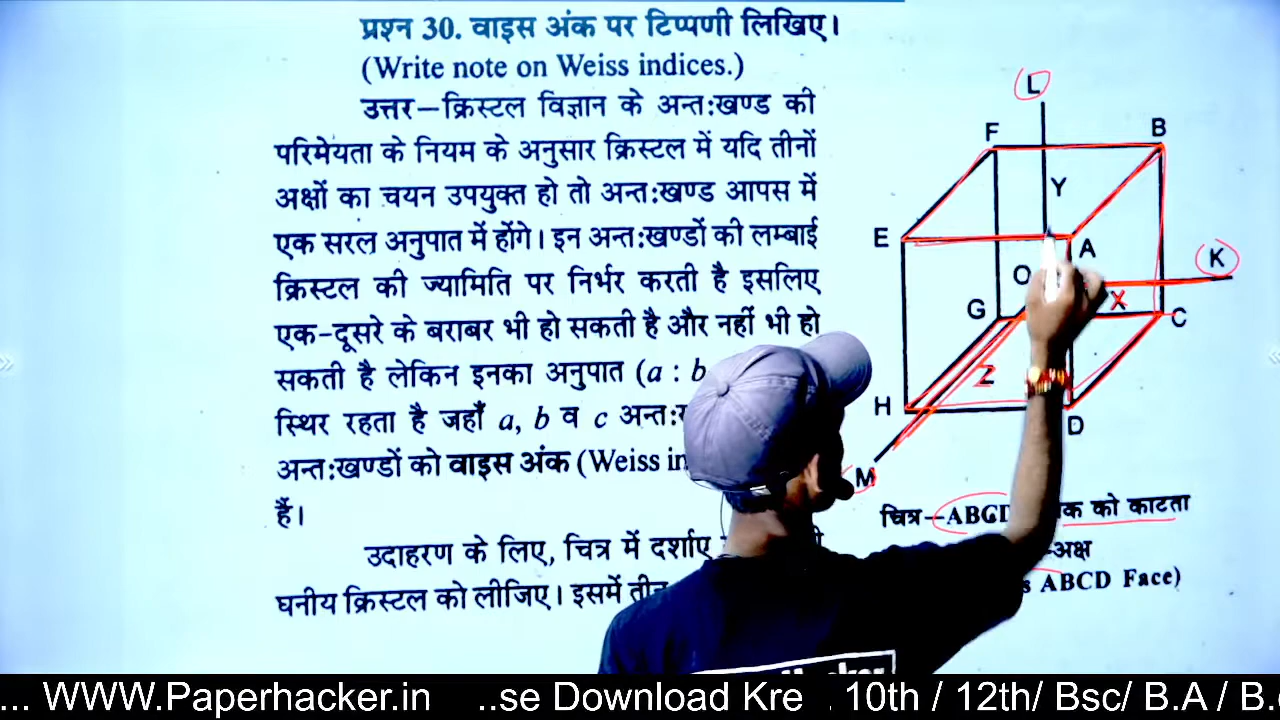 प्रश्न 30. वाइस अंक पर टिप्पणी लिखिए।
(Write note on Weiss indices.)
उत्तर–क्रिस्टल विज्ञान के अन्तःखण्ड की
परिमेयता के नियम के अनुसार क्रिस्टल में यदि तीनों
अक्षों का चयन उपयुक्त हो तो अन्तःखण्ड आपस में
एक सरल अनुपात में होंगे। इन अन्तःखण्डों की लम्बाई
क्रिस्टल की ज्यामिति पर निर्भर करती है इसलिए
एक-दूसरे के बराबर भी हो सकती है और नहीं भी हो
सकती है लेकिन इनका अनुपात (a : b
स्थिर रहता है जहाँ a, b व c
अन्तःखण्डों को वाइस अंक (Weiss
हैं।
उदाहरण के लिए, चित्र में दर्शाए
घनीय क्रिस्टल को लीजिए। इसमें
L
F
B
Y
E
A
K
O
X
G
C
Z
H
D
M
चित्र–ABCD
को काटता
-अक्ष
ABCD Face)
... WWW.Paperhacker.in ..se Download Kre . 10th / 12th/ Bsc/ B.A / B.